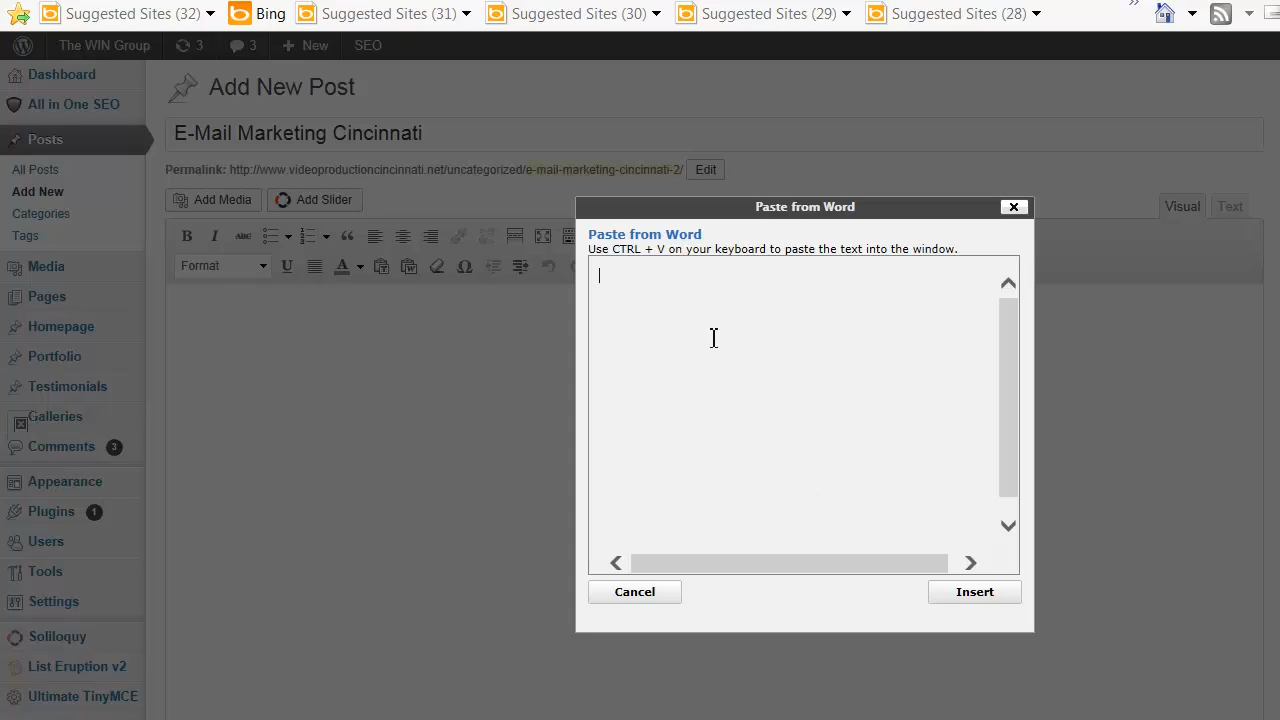 Suggested Sites (32) Bing Suggested Sites (31) Suggested Sites (30) Suggested Sites (29) Suggested Sites (28) »
The WIN Group 3 3 + New SEO
Dashboard
All in One SEO
Posts
All Posts
Add New
Categories
Tags
Media
Pages
Homepage
Portfolio
Testimonials
Galleries
Comments 3
Appearance
Plugins 1
Users
Tools
Settings
Soliloquy
List Eruption v2
Ultimate TinyMCE
Add New Post
E-Mail Marketing Cincinnati
Permalink: http://www.videoproductioncincinnati.net/uncategorized/e-mail-marketing-cincinnati-2/ Edit
Add Media Add Slider
Visual Text
B I ABC
Format U A Ω
Paste from Word
Paste from Word
Use CTRL + V on your keyboard to paste the text into the window.
Cancel Insert